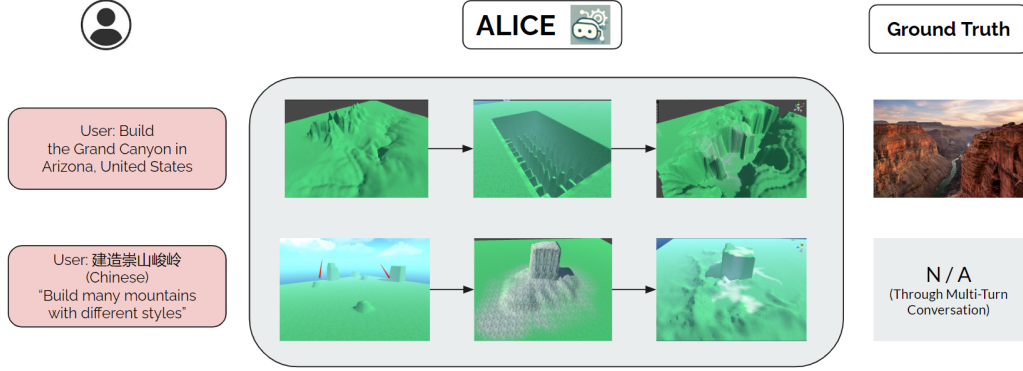 ALICE
Ground Truth
User: Build
the Grand Canyon in
Arizona, United States
User: 建造崇山峻岭
(Chinese)
“Build many mountains
with different styles”
N / A
(Through Multi-Turn
Conversation)